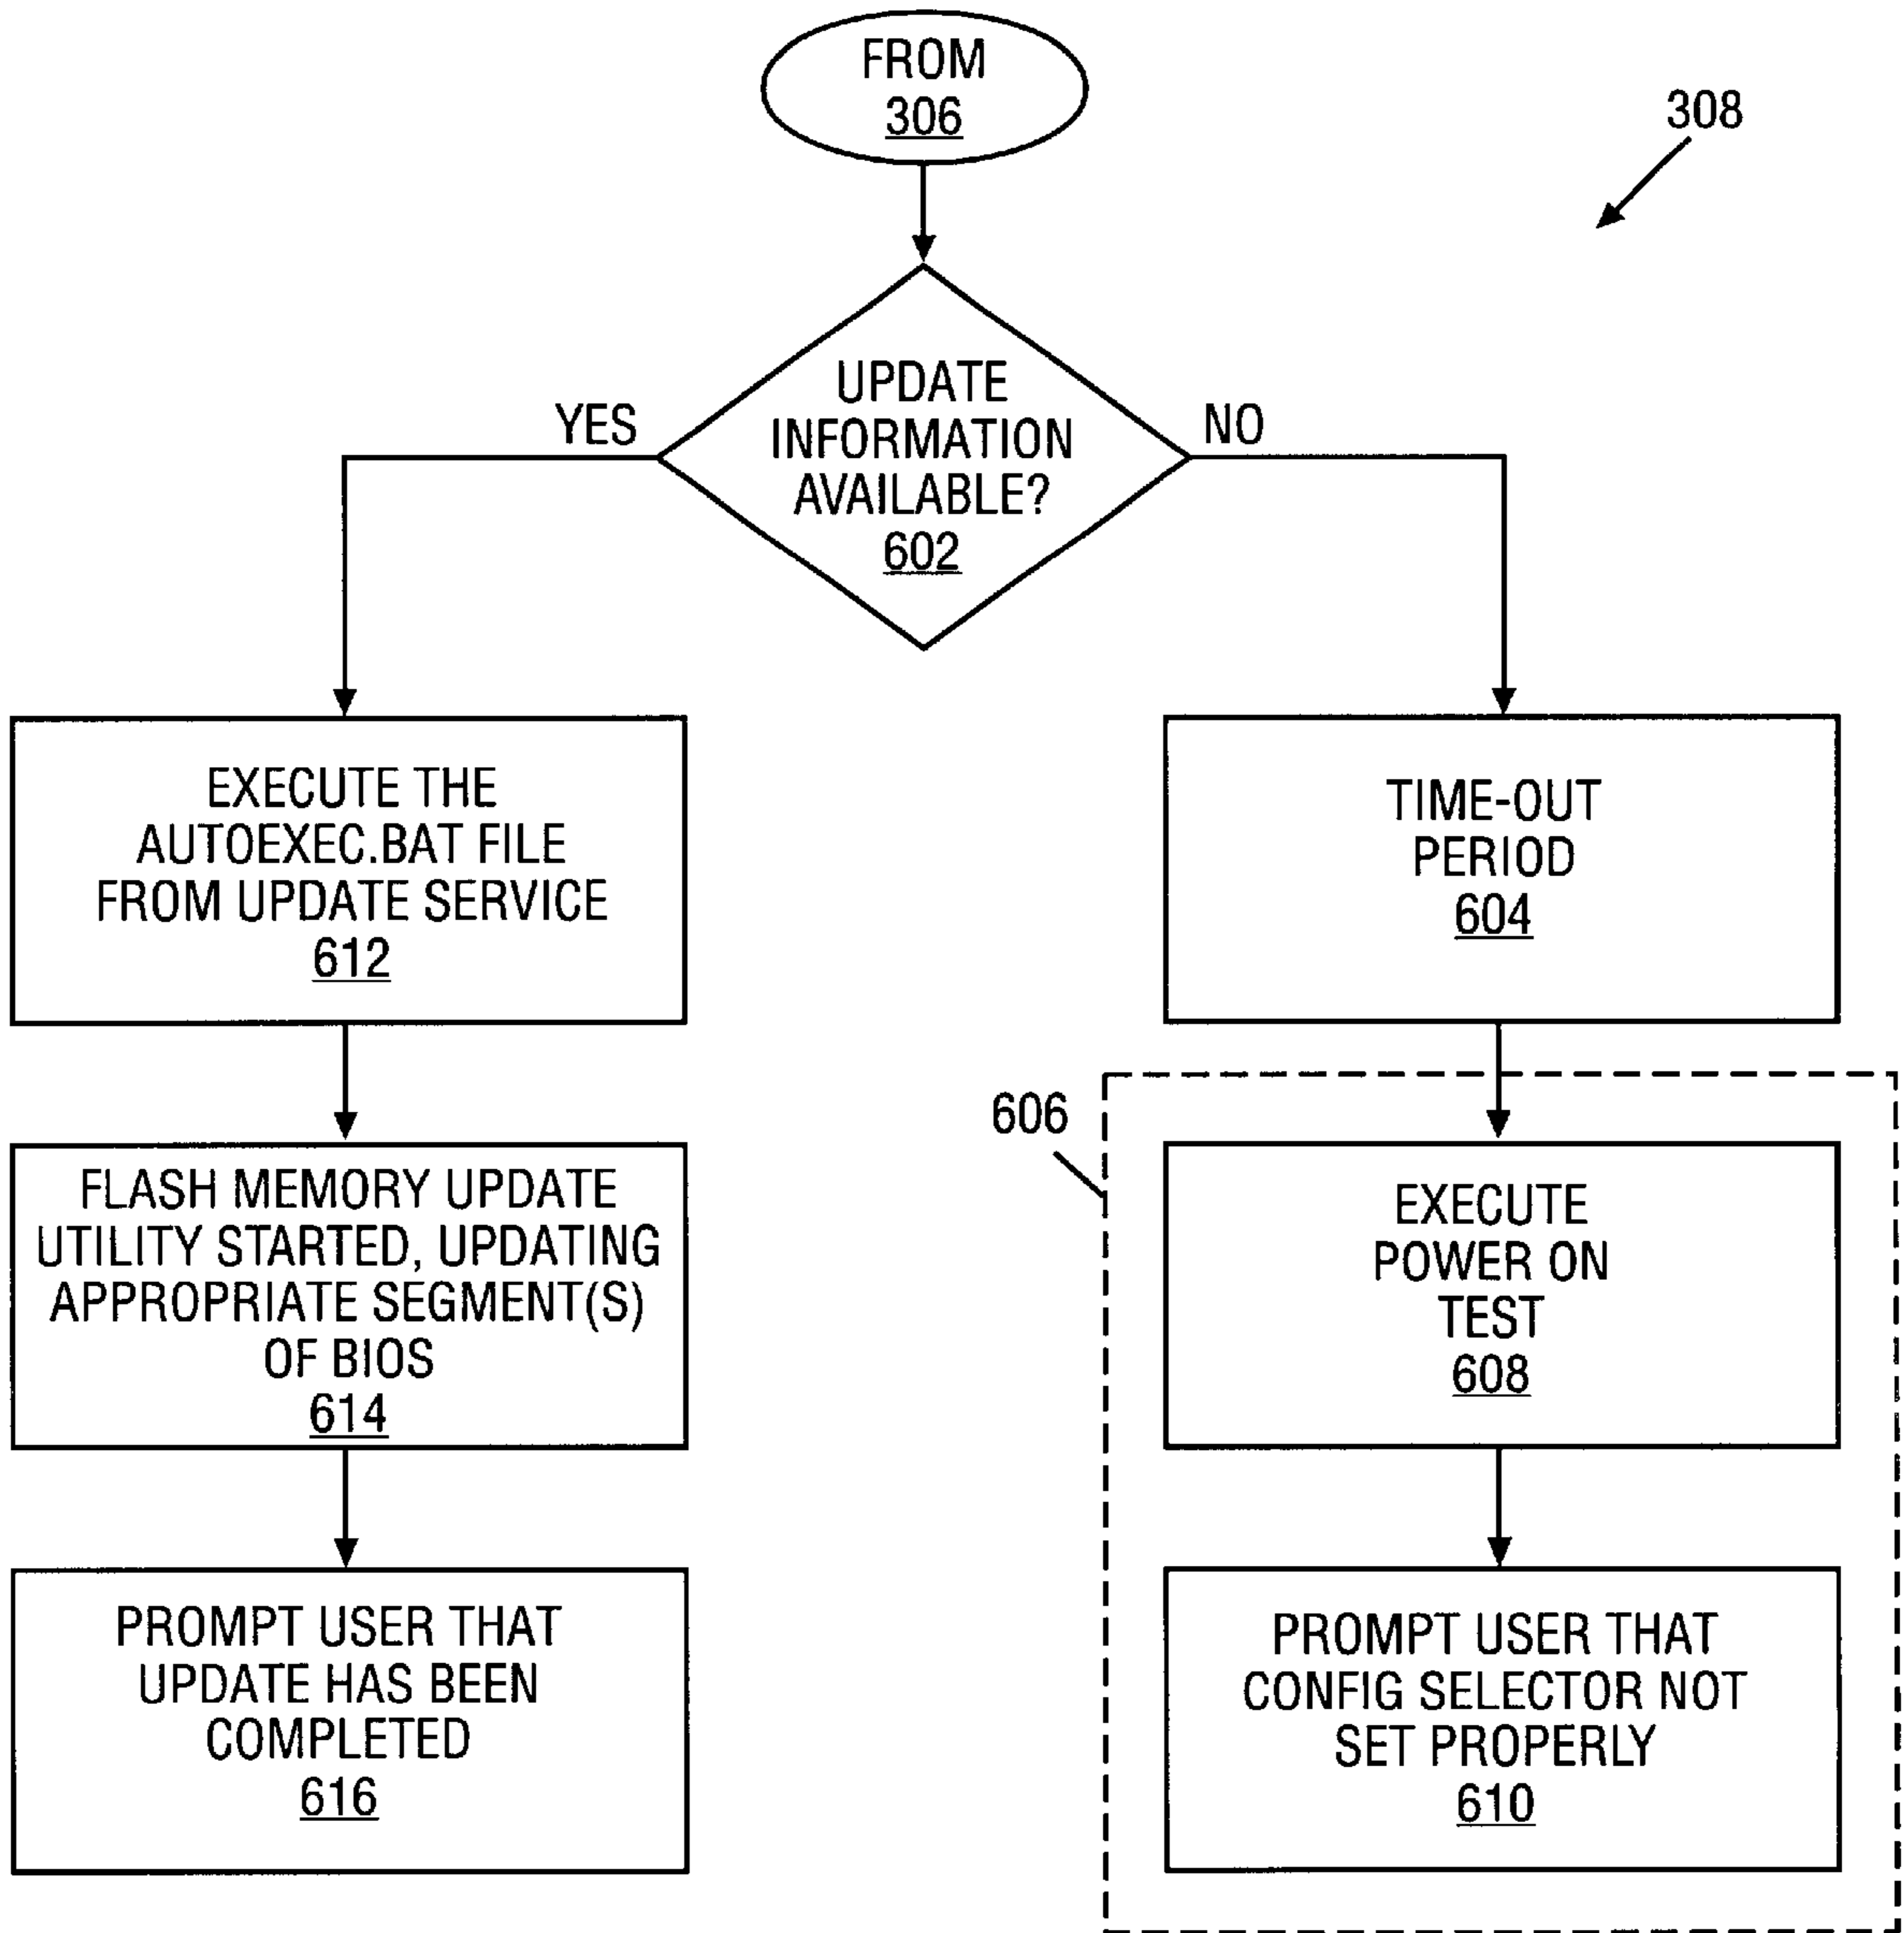 FROM
306
308
UPDATE
INFORMATION
AVAILABLE?
602
YES
NO
EXECUTE THE
AUTOEXEC.BAT FILE
FROM UPDATE SERVICE
612
TIME-OUT
PERIOD
604
606
FLASH MEMORY UPDATE
UTILITY STARTED, UPDATING
APPROPRIATE SEGMENT(S)
OF BIOS
614
EXECUTE
POWER ON
TEST
608
PROMPT USER THAT
UPDATE HAS BEEN
COMPLETED
616
PROMPT USER THAT
CONFIG SELECTOR NOT
SET PROPERLY
610